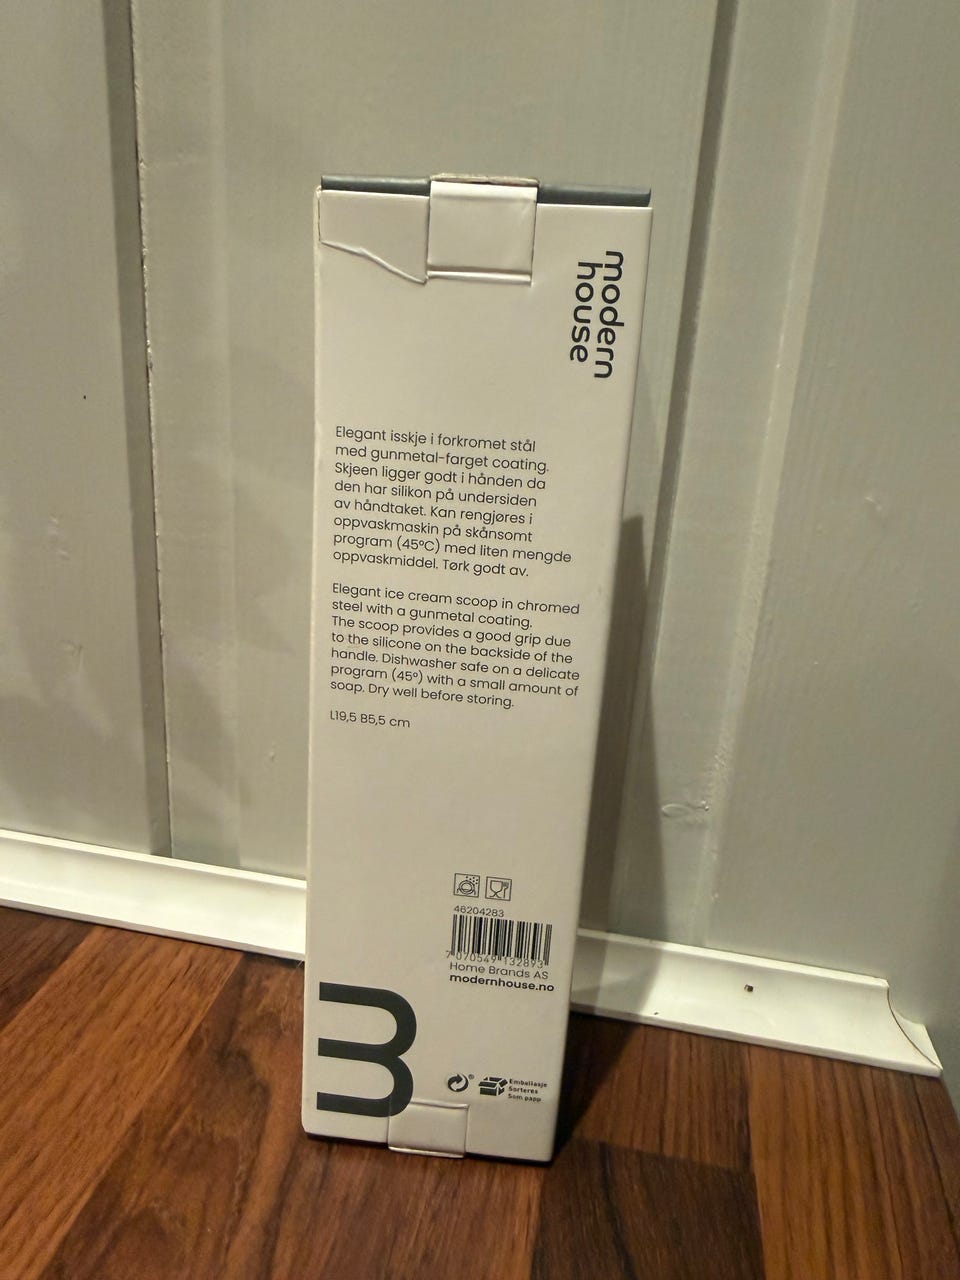 modern
house
Elegant isskje i forkromet stål
med gunmetal-farget coating.
Skjeen ligger godt i hånden da
den har silikon på undersiden
av håndtaket. Kan rengjøres i
oppvaskmaskin på skånsomt
program (45°C) med liten mengde
oppvaskmiddel. Tørk godt av.
Elegant ice cream scoop in chromed
steel with a gunmetal coating.
The scoop provides a good grip due
to the silicone on the backside of the
handle. Dishwasher safe on a delicate
program (45°) with a small amount of
soap. Dry well before storing.
L19,5 B5,5 cm
46204283
7 070549 132893
Home Brands AS
modernhouse.no
Emballasje
Sorteres
Som papp